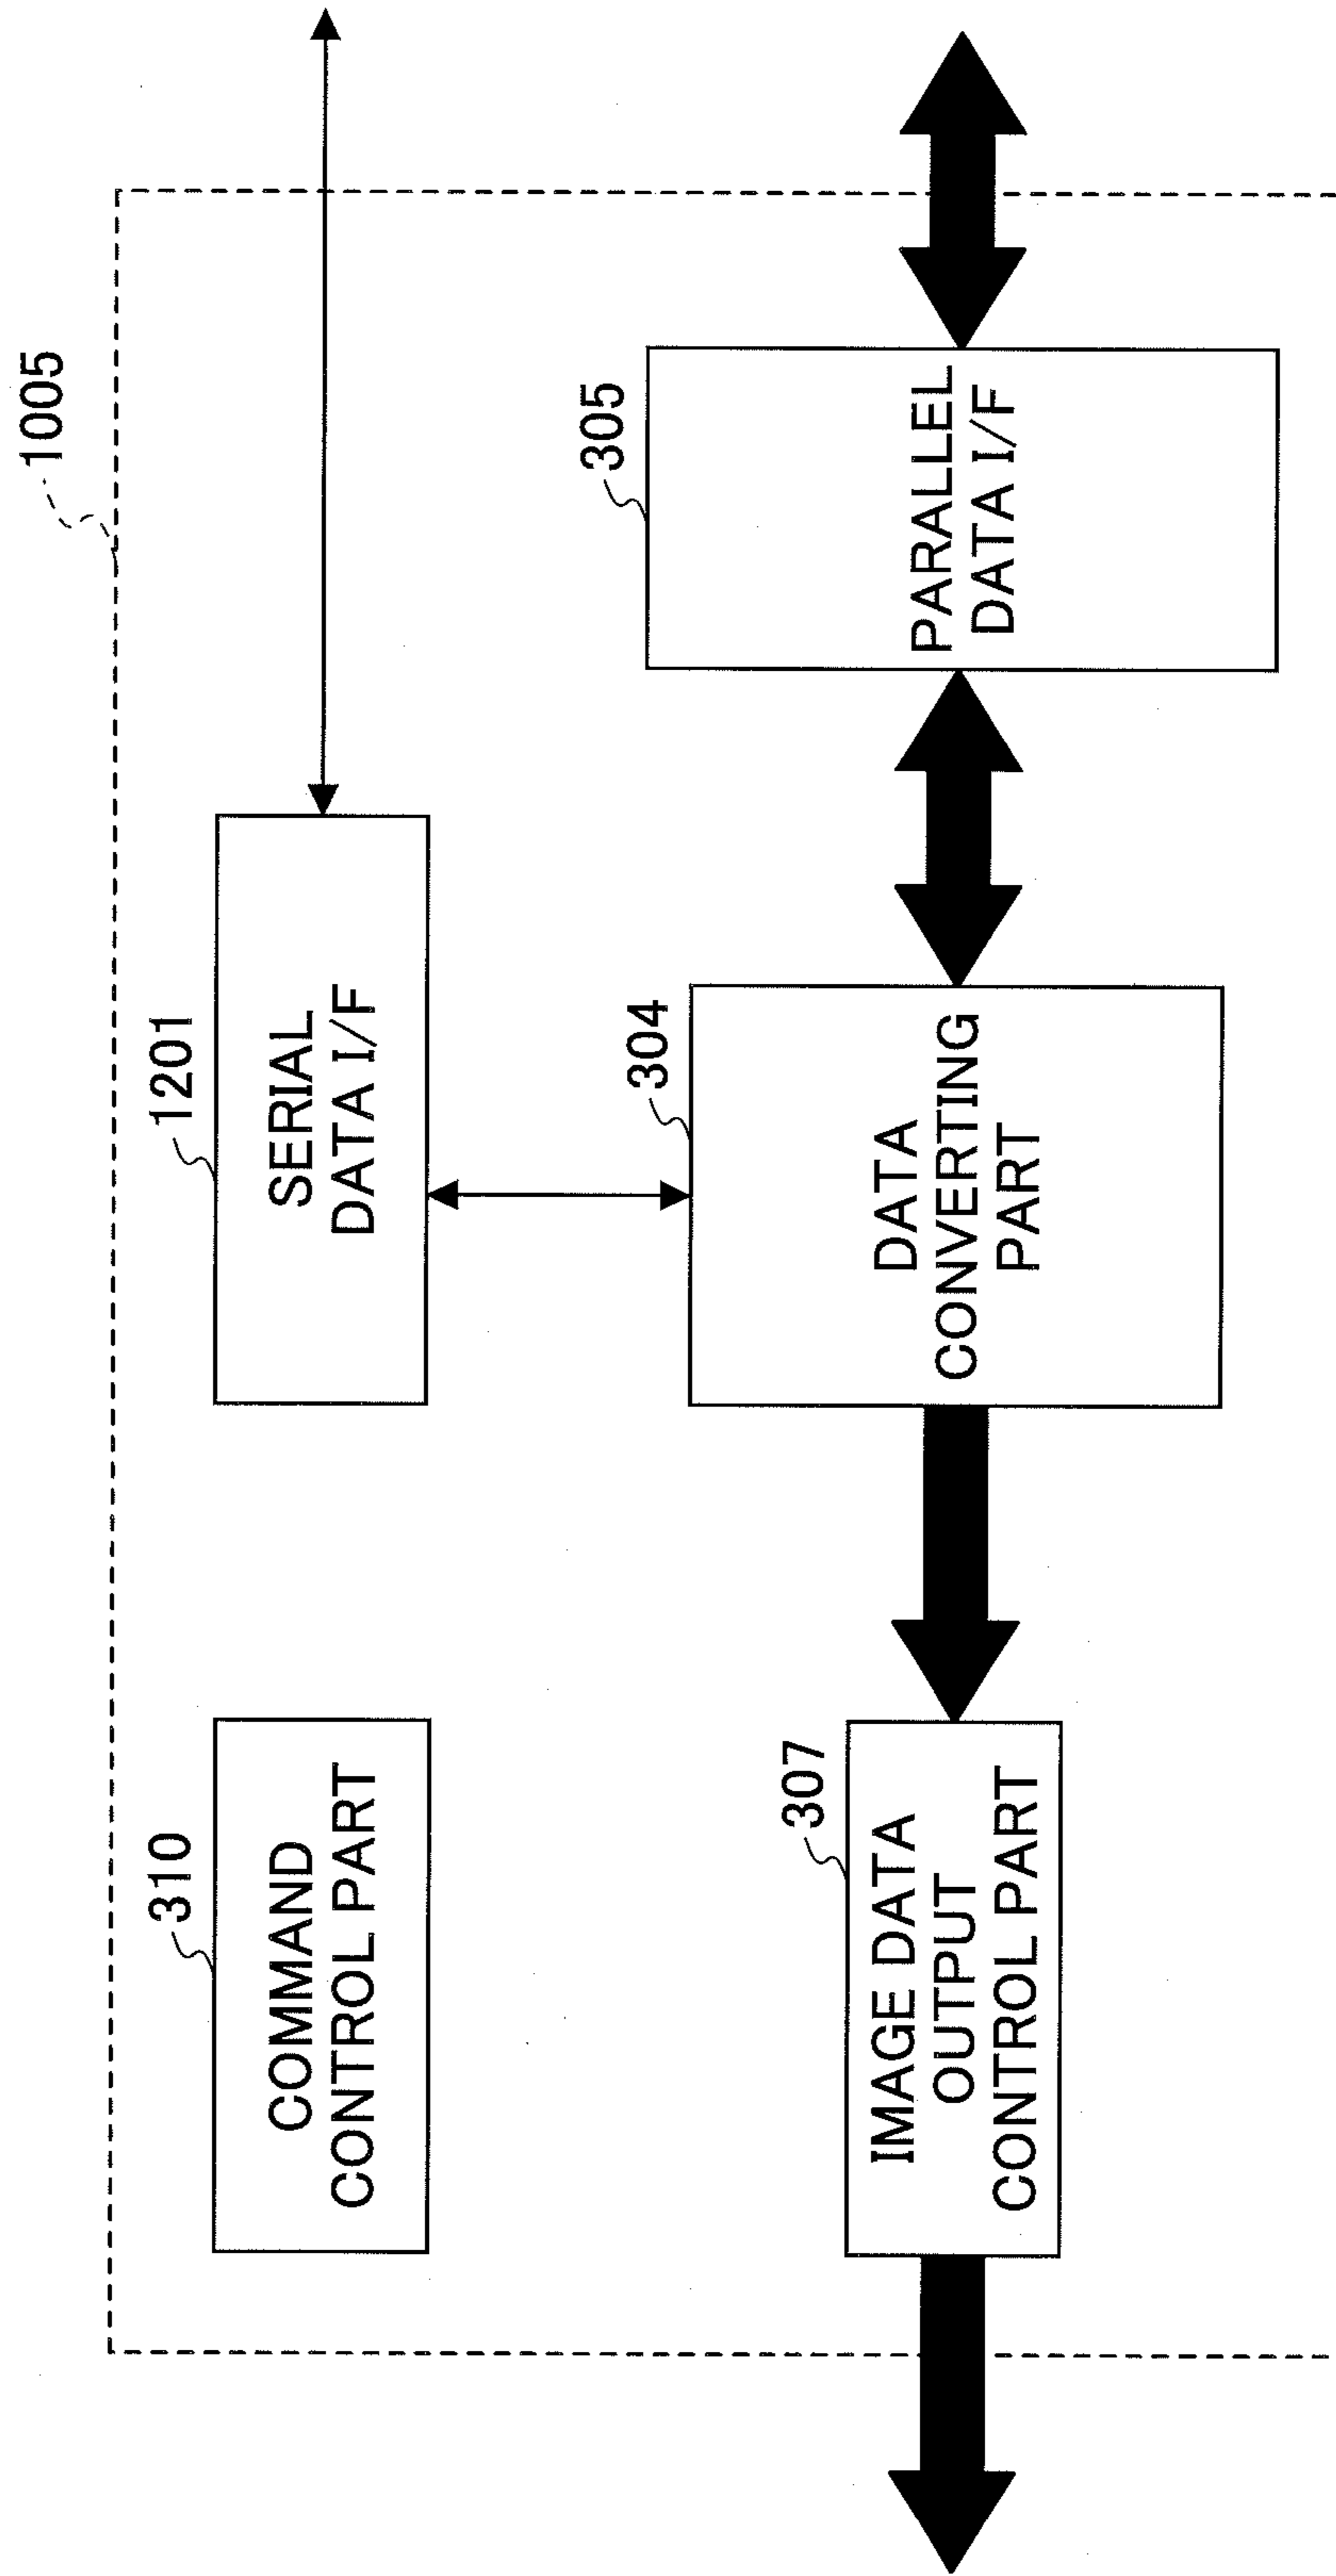 1005
1201
SERIAL
DATA I/F
310
COMMAND
CONTROL PART
305
PARALLEL
DATA I/F
304
DATA
CONVERTING
PART
307
IMAGE DATA
OUTPUT
CONTROL PART